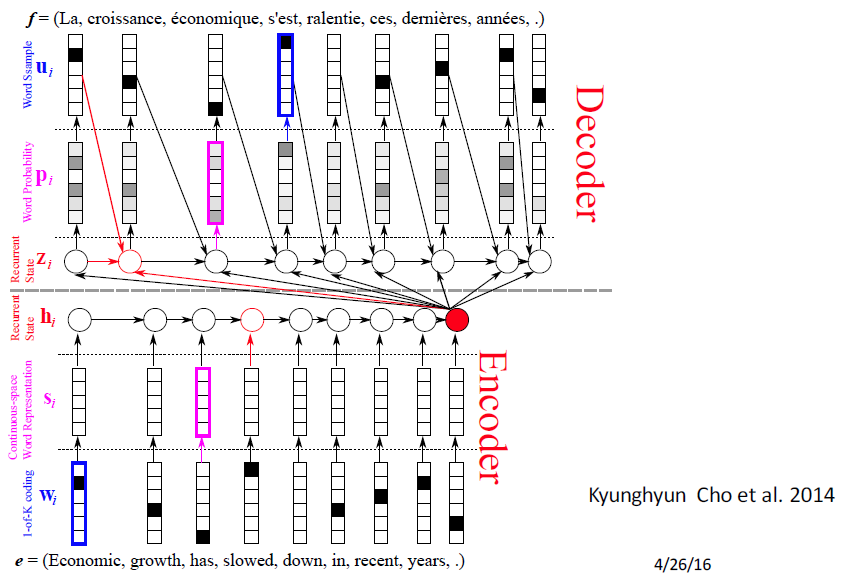 f = (La, croissance, économique, s'est, ralentie, ces, dernières, années, .)
Word Ssample
u_i
Word Probability
p_i
Recurrent
State
z_i
Decoder
Recurrent
State
h_i
Continuous-space
Word Representation
s_i
1-of-K coding
w_i
Encoder
e = (Economic, growth, has, slowed, down, in, recent, years, .)
Kyunghyun Cho et al. 2014
4/26/16